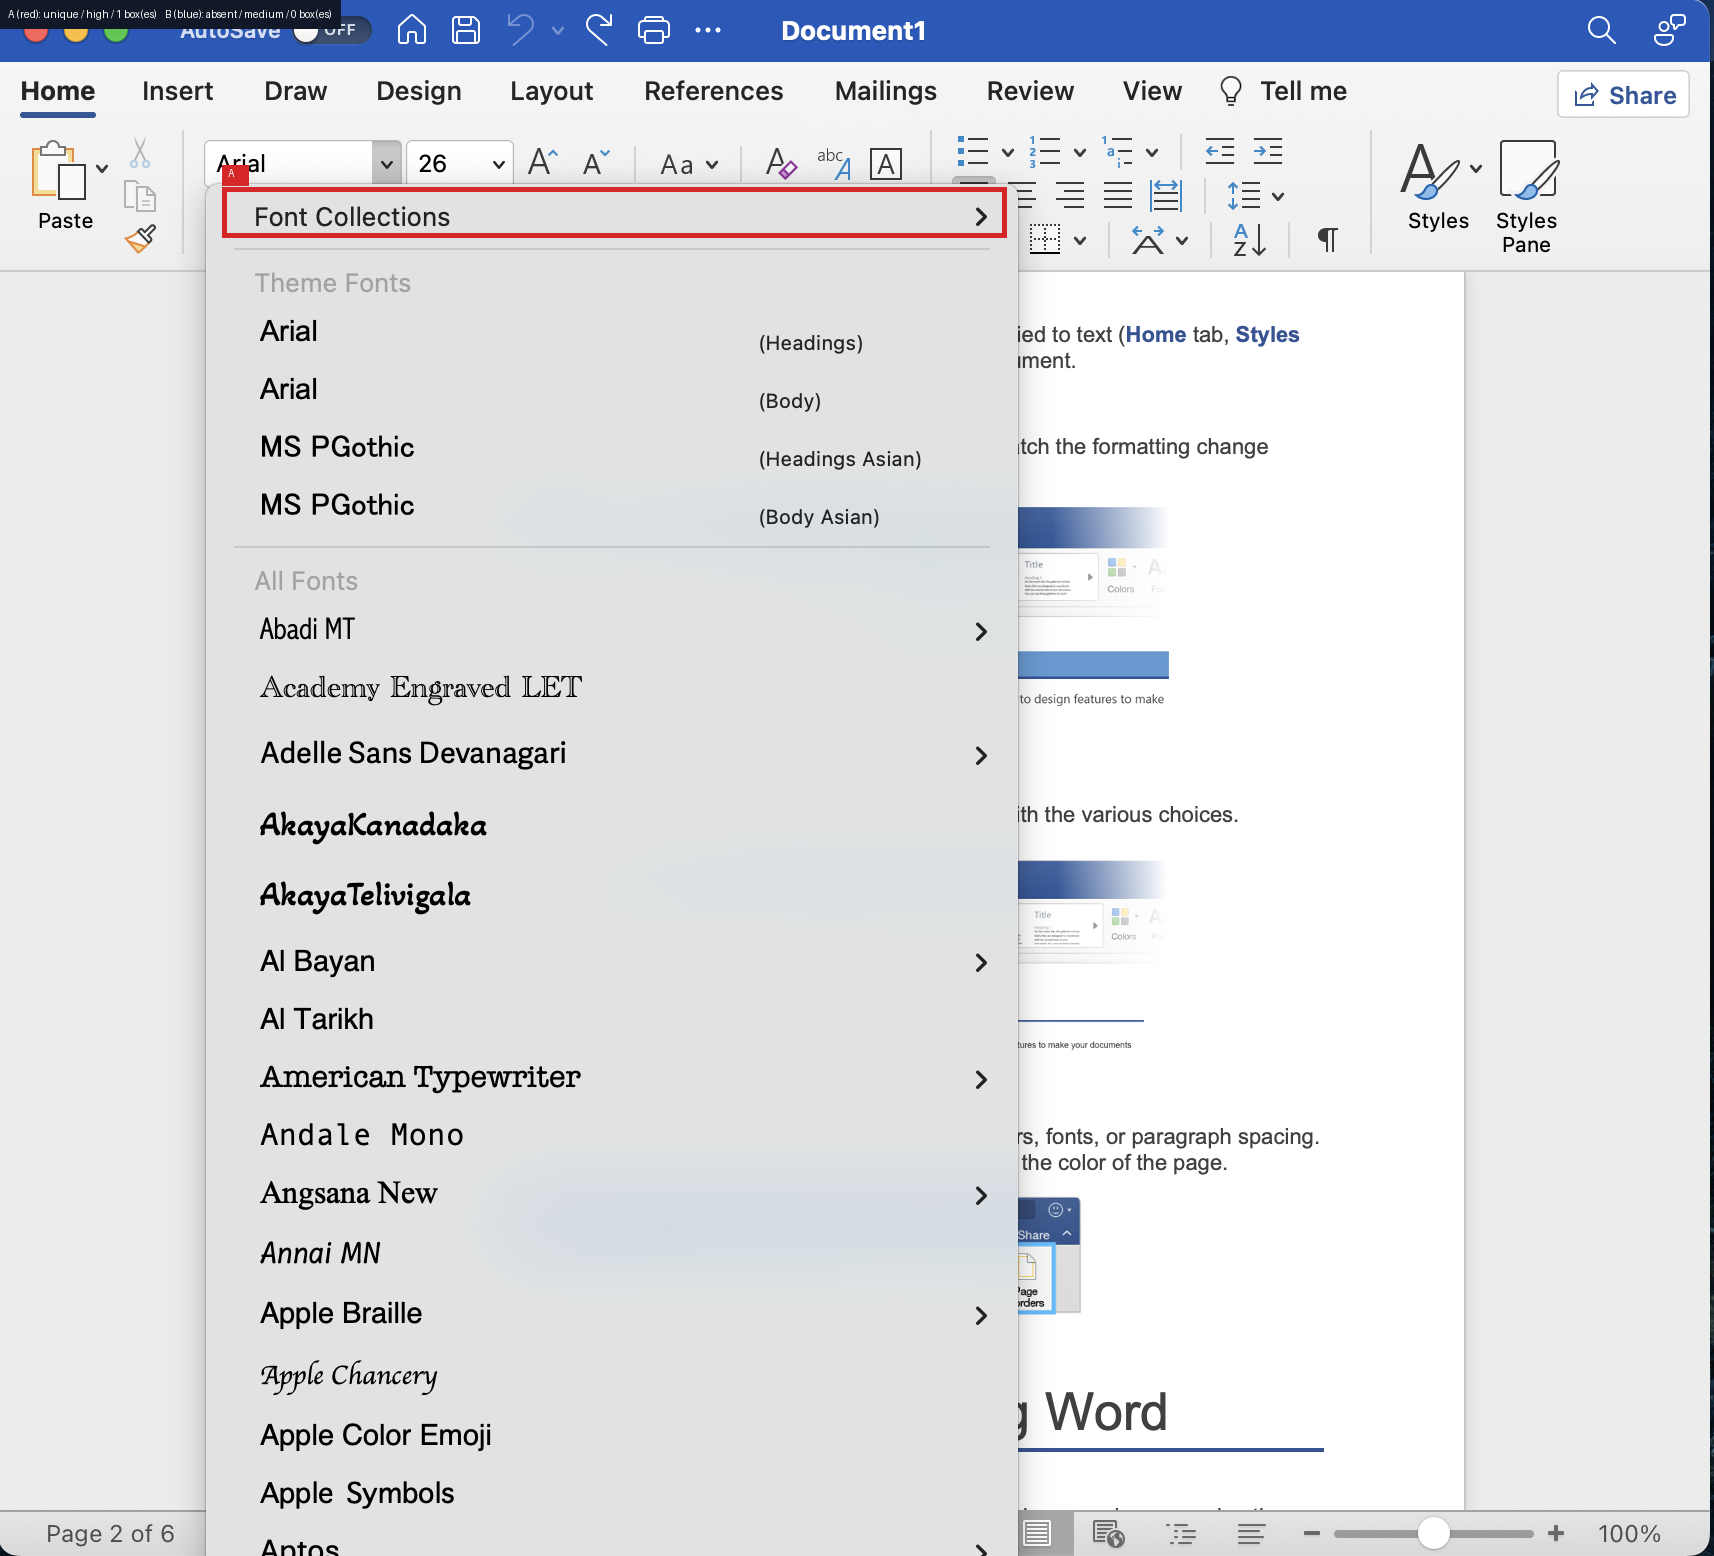 A (red): unique / high / 1 box(es) B (blue): absent / medium / 0 box(es)
AutoSave OFF
Document1
Home Insert Draw Design Layout References Mailings Review View Tell me
Share
Paste
Arial
26
Aa
Styles
Styles
Pane
A
Font Collections
Theme Fonts
Arial (Headings)
Arial (Body)
MS PGothic (Headings Asian)
MS PGothic (Body Asian)
All Fonts
Abadi MT
Academy Engraved LET
Adelle Sans Devanagari
AkayaKanadaka
AkayaTelivigala
Al Bayan
Al Tarikh
American Typewriter
Andale Mono
Angsana New
Annai MN
Apple Braille
Apple Chancery
Apple Color Emoji
Apple Symbols
Aptos
ied to text (Home tab, Styles
ument.
tch the formatting change
Title
Colors
to design features to make
ith the various choices.
Title
Colors
tures to make your documents
rs, fonts, or paragraph spacing.
the color of the page.
Share
Page
orders
g Word
Page 2 of 6
100%